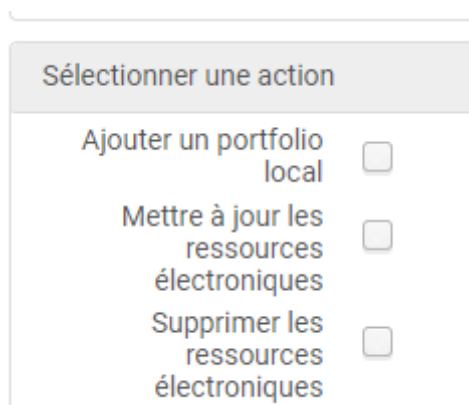 Sélectionner une action
Ajouter un portfolio
local
Mettre à jour les
ressources
électroniques
Supprimer les
ressources
électroniques